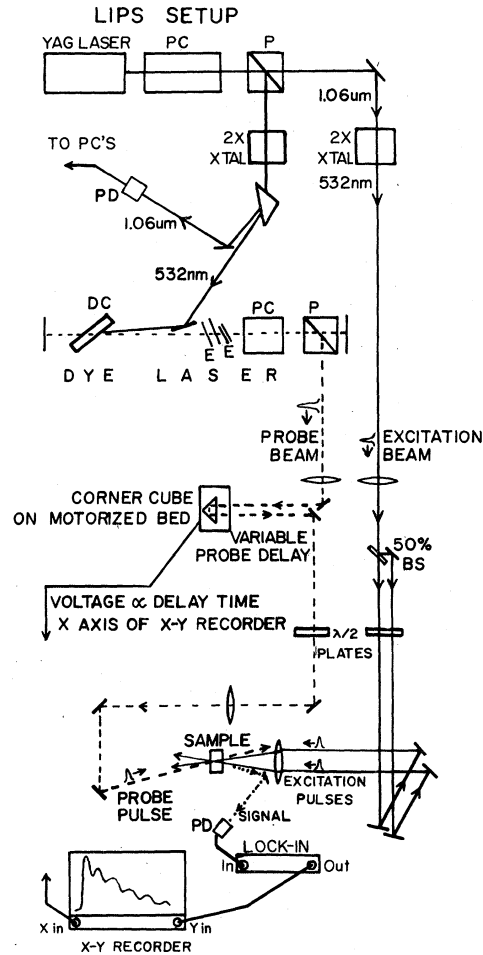 LIPS SETUP
YAG LASER
PC
P
1.06um
2X
XTAL
2X
XTAL
TO PC'S
PD
1.06um
532nm
532nm
DC
E
E
PC
P
DYE LASER
PROBE
BEAM
EXCITATION
BEAM
CORNER CUBE
ON MOTORIZED BED
VARIABLE
PROBE DELAY
50%
BS
VOLTAGE ∝ DELAY TIME
X AXIS OF X-Y RECORDER
λ/2
PLATES
SAMPLE
PROBE
PULSE
EXCITATION
PULSES
SIGNAL
PD
LOCK-IN
In
Out
X in
Y in
X-Y RECORDER